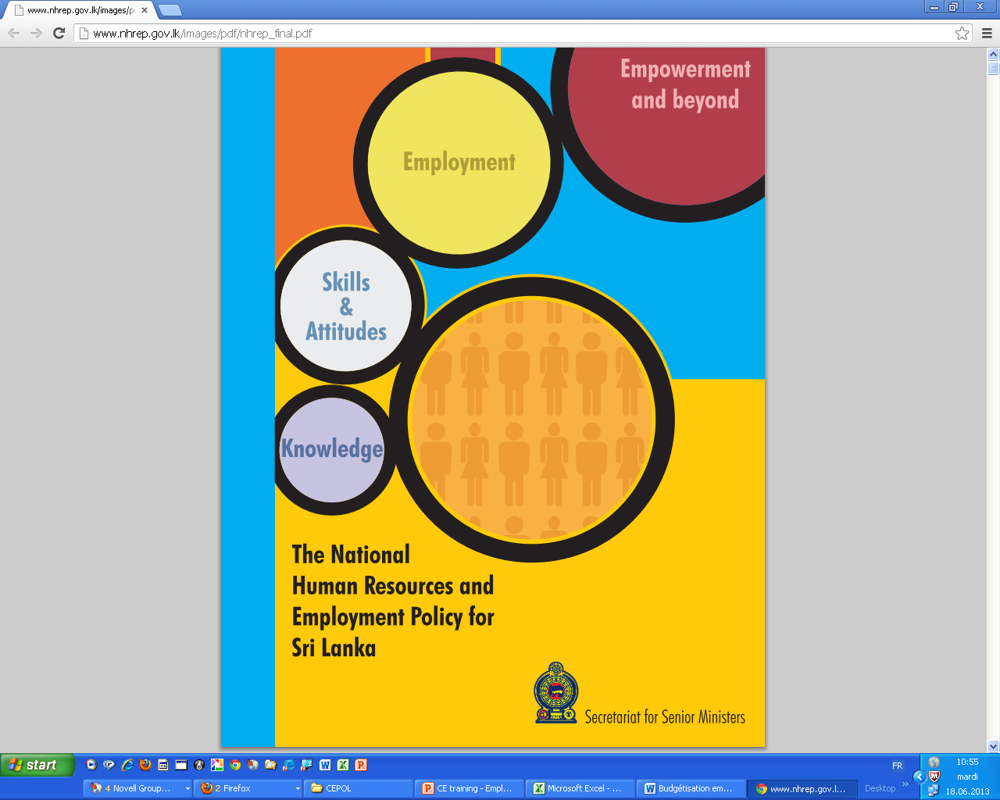 www.nhrep.gov.lk/images/p
www.nhrep.gov.lk/images/pdf/nhrep_final.pdf
Empowerment
and beyond
Employment
Skills
&
Attitudes
Knowledge
The National
Human Resources and
Employment Policy for
Sri Lanka
Secretariat for Senior Ministers
start
FR
10:55
mardi
18.06.2013
4 Novell Group...
2 Firefox
CEPOL
CE training - Empl...
Microsoft Excel - ...
Budgétisation em...
www.nhrep.gov.l...
Desktop